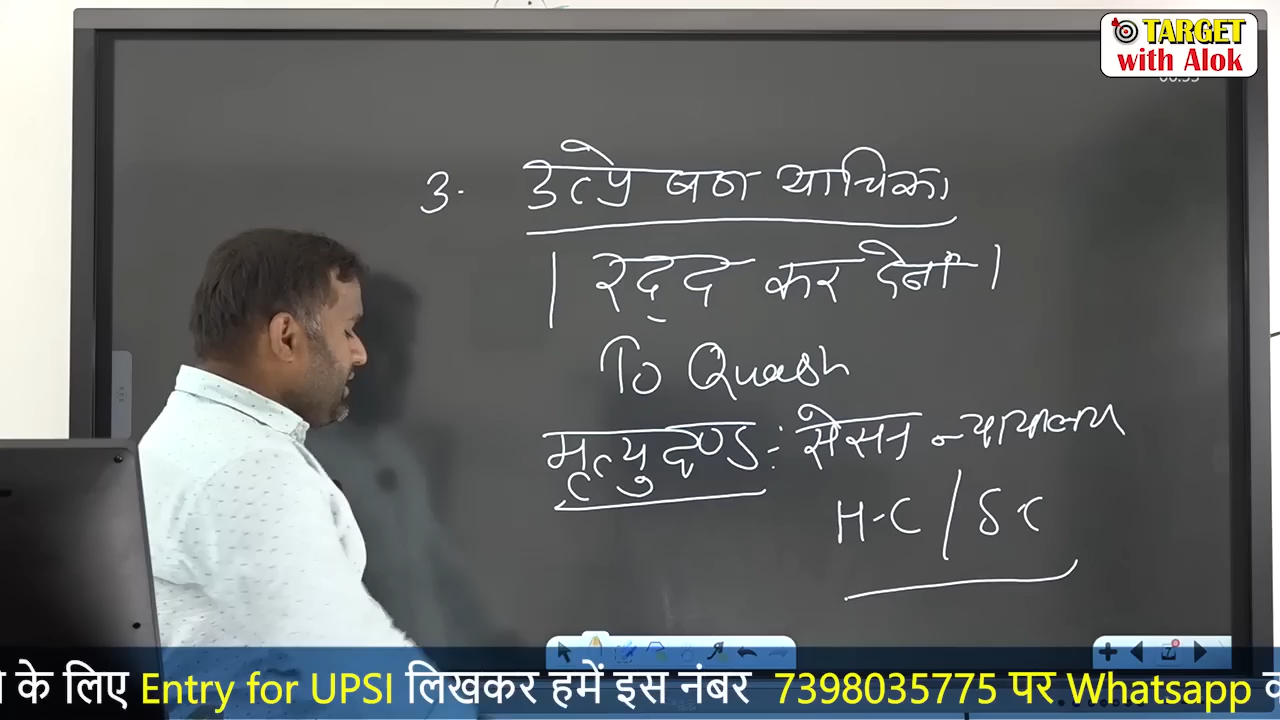 TARGET
with Alok
3. उत्प्रेषण याचिका
। रद्द कर देना ।
To Quash
मृत्युदण्ड : सेसन न्यायालय
H-C / S-C
के लिए Entry for UPSI लिखकर हमें इस नंबर 7398035775 पर Whatsapp